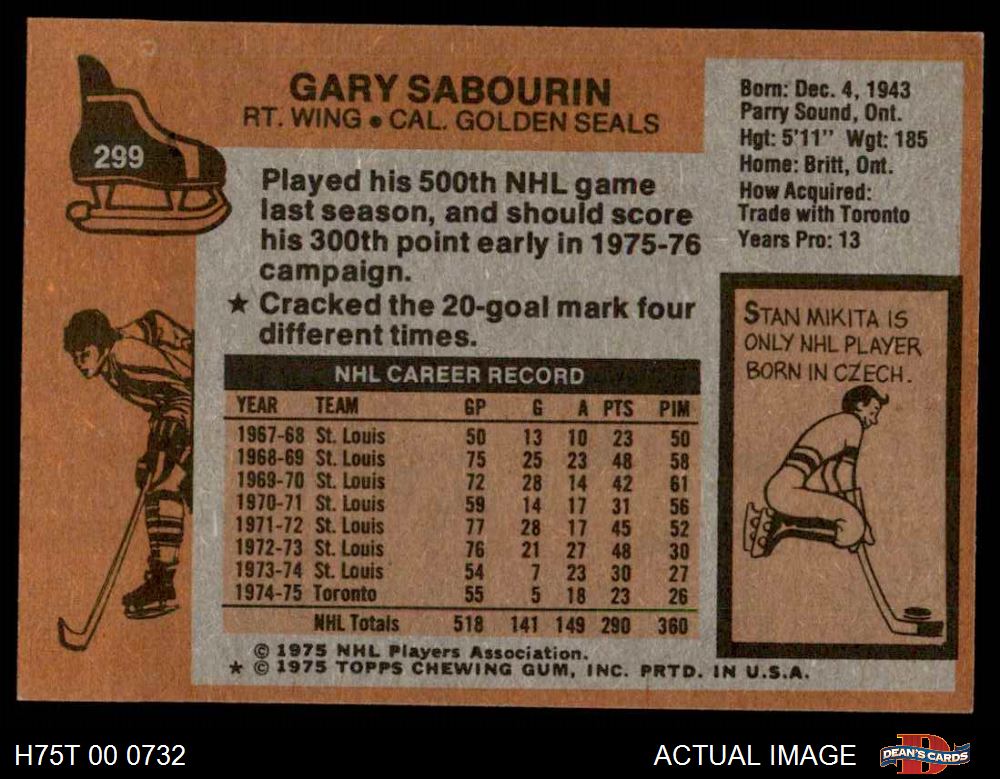 299
GARY SABOURIN
RT. WING • CAL. GOLDEN SEALS
Born: Dec. 4, 1943
Parry Sound, Ont.
Hgt: 5'11" Wgt: 185
Home: Britt, Ont.
How Acquired:
Trade with Toronto
Years Pro: 13
Played his 500th NHL game
last season, and should score
his 300th point early in 1975-76
campaign.
★ Cracked the 20-goal mark four
different times.
NHL CAREER RECORD
YEAR TEAM GP G A PTS PIM
1967-68 St. Louis 50 13 10 23 50
1968-69 St. Louis 75 25 23 48 58
1969-70 St. Louis 72 28 14 42 61
1970-71 St. Louis 59 14 17 31 56
1971-72 St. Louis 77 28 17 45 52
1972-73 St. Louis 76 21 27 48 30
1973-74 St. Louis 54 7 23 30 27
1974-75 Toronto 55 5 18 23 26
NHL Totals 518 141 149 290 360
STAN MIKITA IS
ONLY NHL PLAYER
BORN IN CZECH.
© 1975 NHL Players Association.
★ © 1975 TOPPS CHEWING GUM, INC. PRTD. IN U.S.A.
H75T 00 0732
ACTUAL IMAGE
D
DEAN'S CARDS